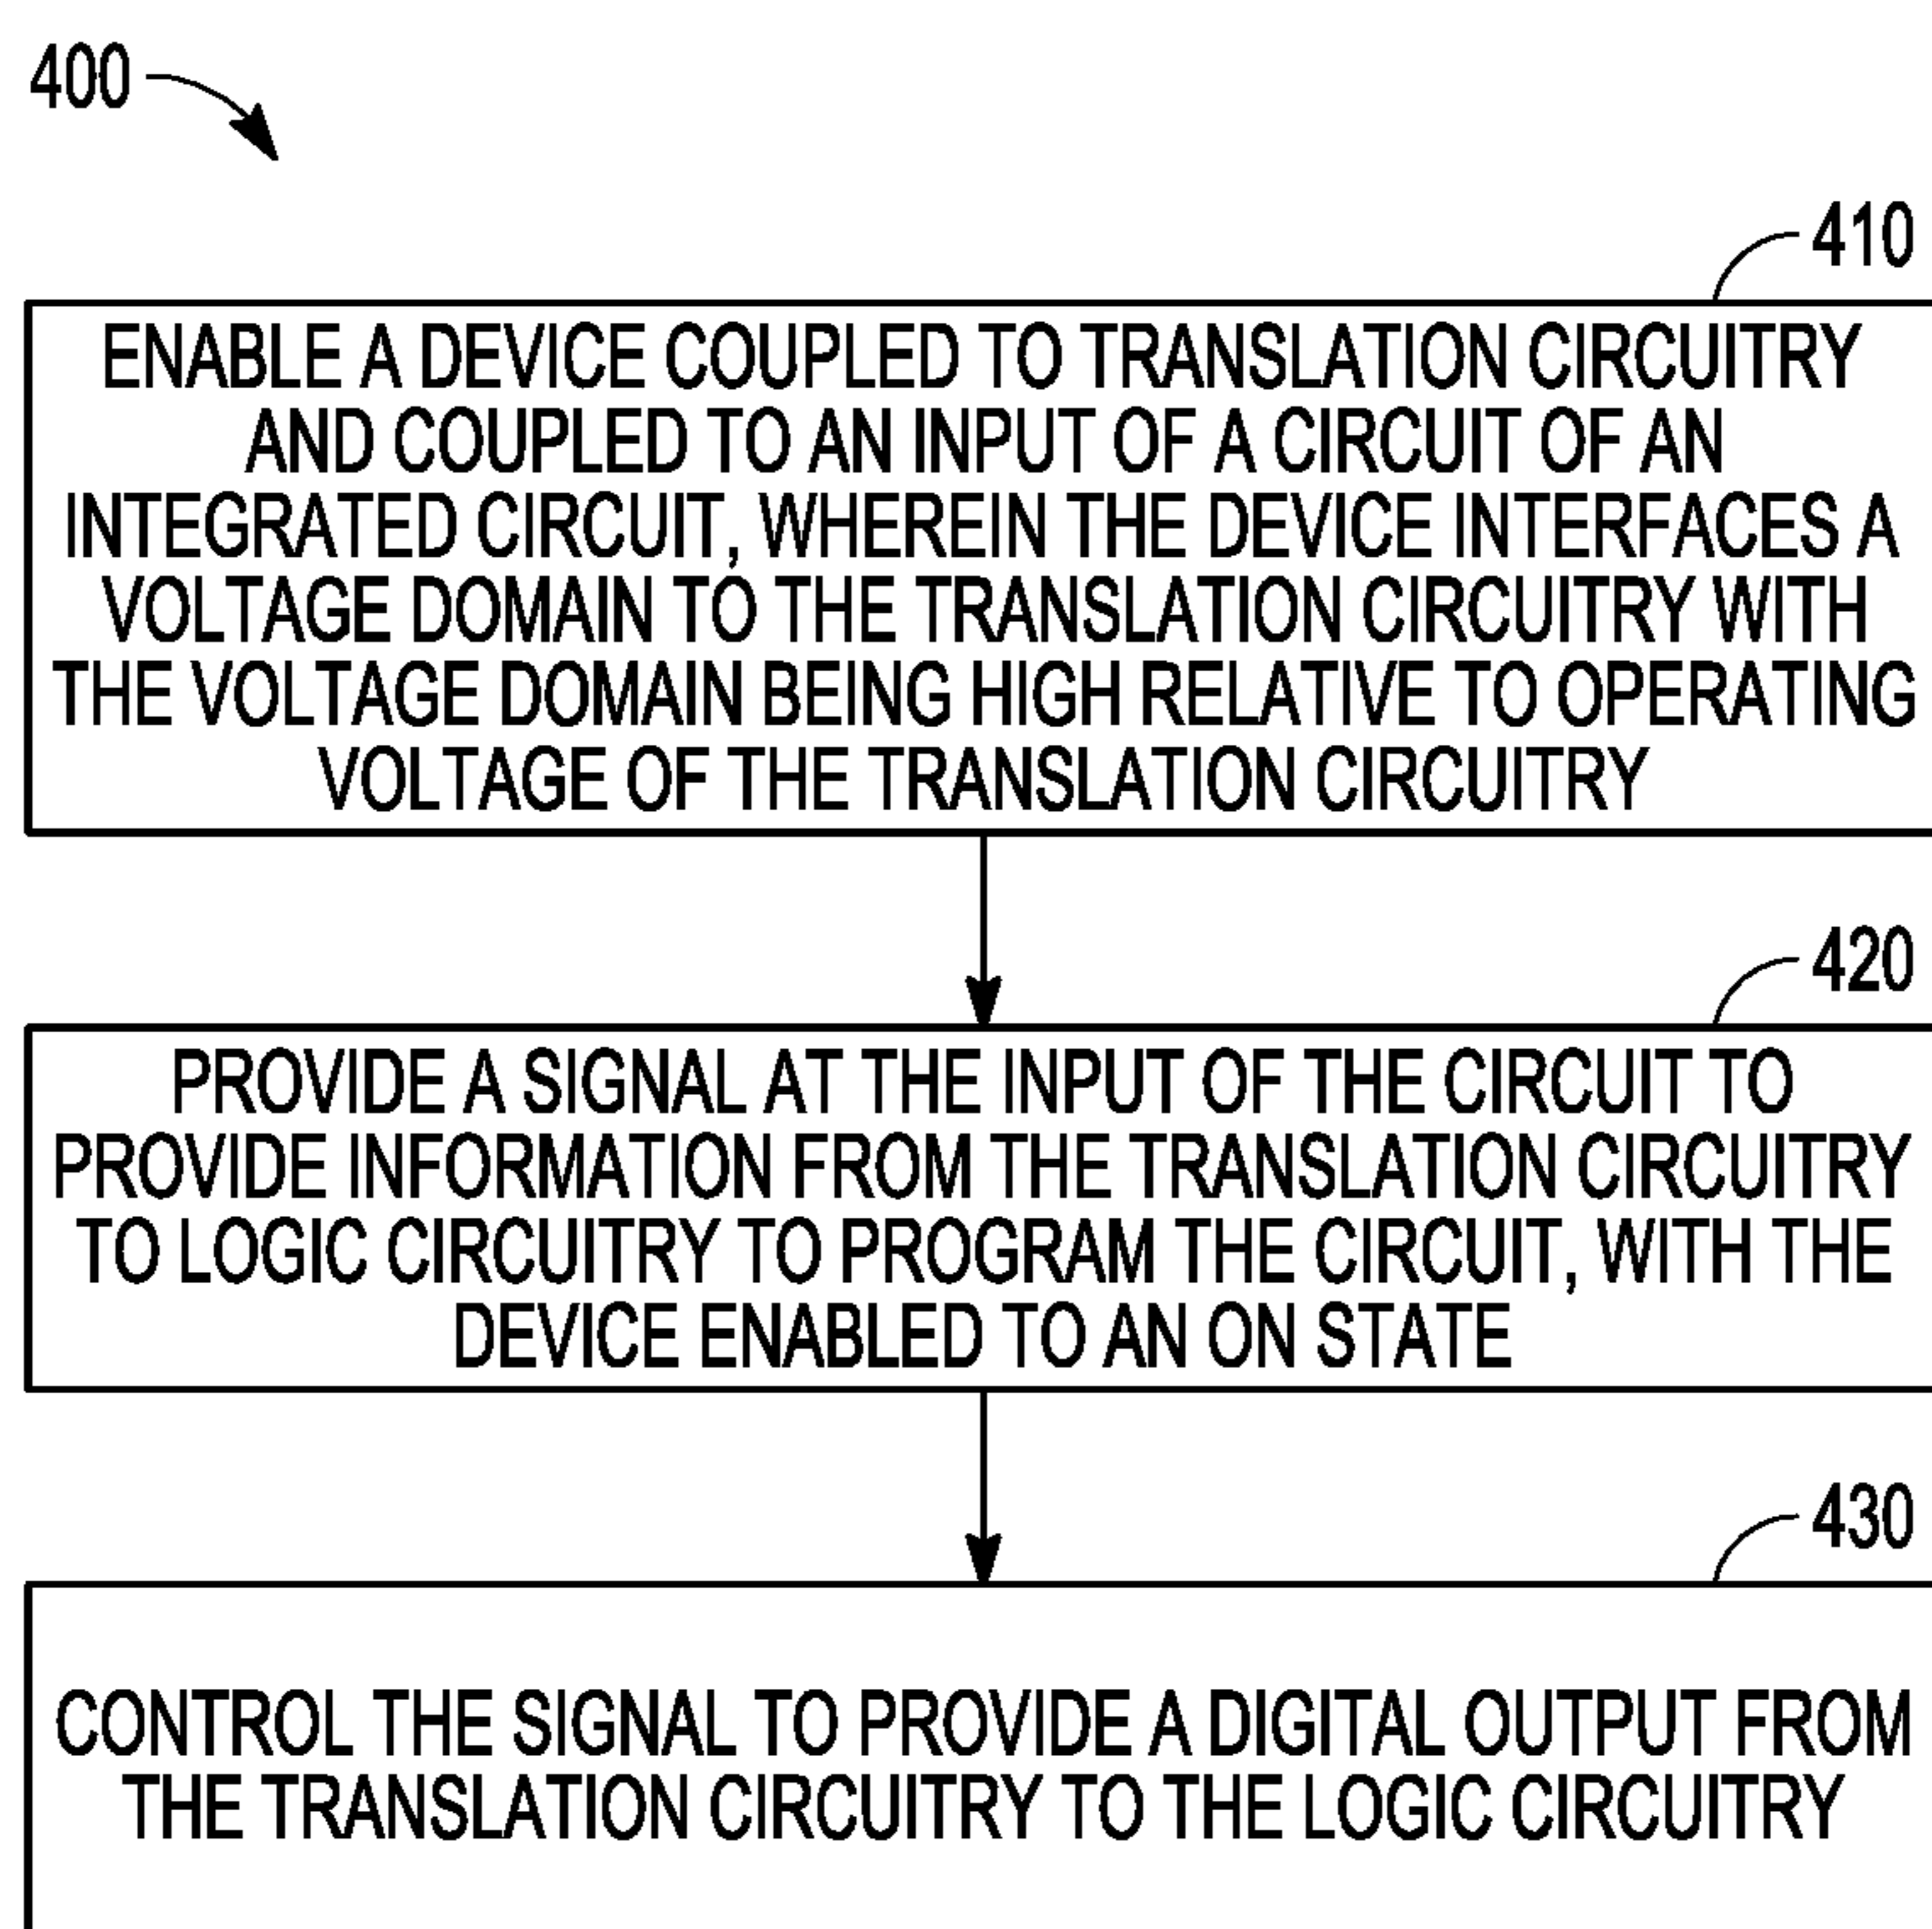 400
410
ENABLE A DEVICE COUPLED TO TRANSLATION CIRCUITRY
AND COUPLED TO AN INPUT OF A CIRCUIT OF AN
INTEGRATED CIRCUIT, WHEREIN THE DEVICE INTERFACES A
VOLTAGE DOMAIN TO THE TRANSLATION CIRCUITRY WITH
THE VOLTAGE DOMAIN BEING HIGH RELATIVE TO OPERATING
VOLTAGE OF THE TRANSLATION CIRCUITRY
420
PROVIDE A SIGNAL AT THE INPUT OF THE CIRCUIT TO
PROVIDE INFORMATION FROM THE TRANSLATION CIRCUITRY
TO LOGIC CIRCUITRY TO PROGRAM THE CIRCUIT, WITH THE
DEVICE ENABLED TO AN ON STATE
430
CONTROL THE SIGNAL TO PROVIDE A DIGITAL OUTPUT FROM
THE TRANSLATION CIRCUITRY TO THE LOGIC CIRCUITRY